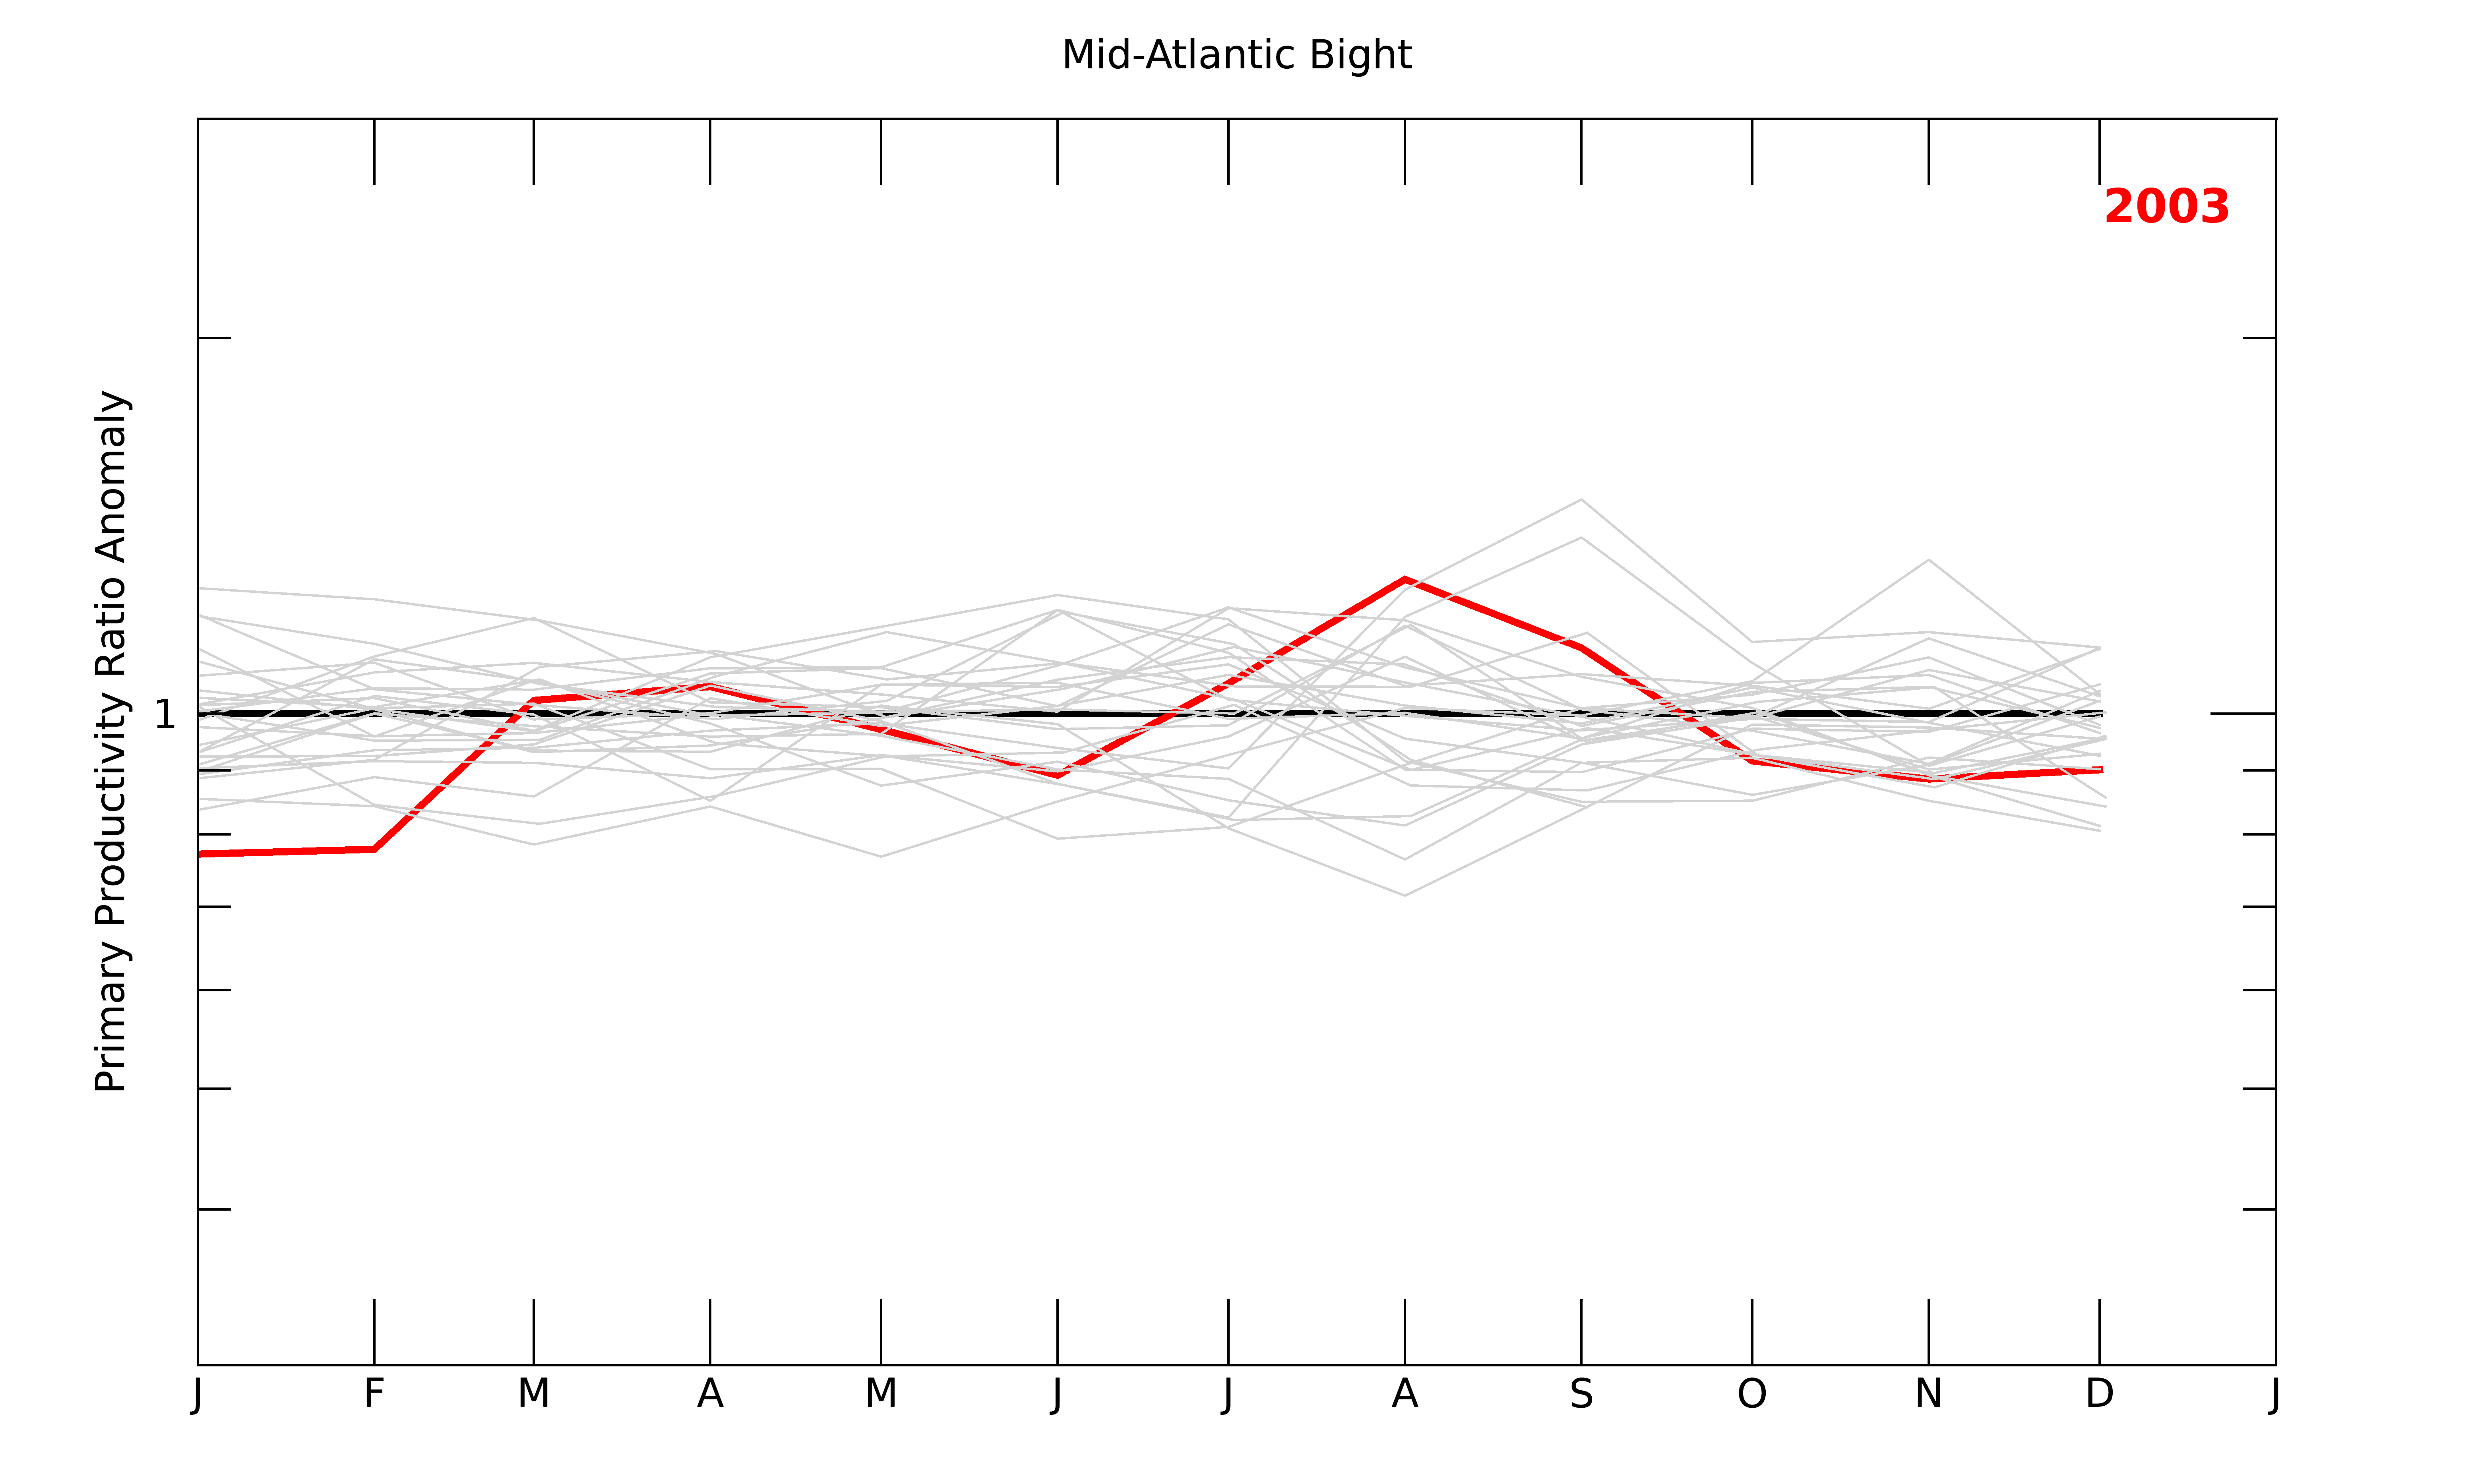 Mid-Atlantic Bight
2003
Primary Productivity Ratio Anomaly
1
J F M A M J J A S O N D J